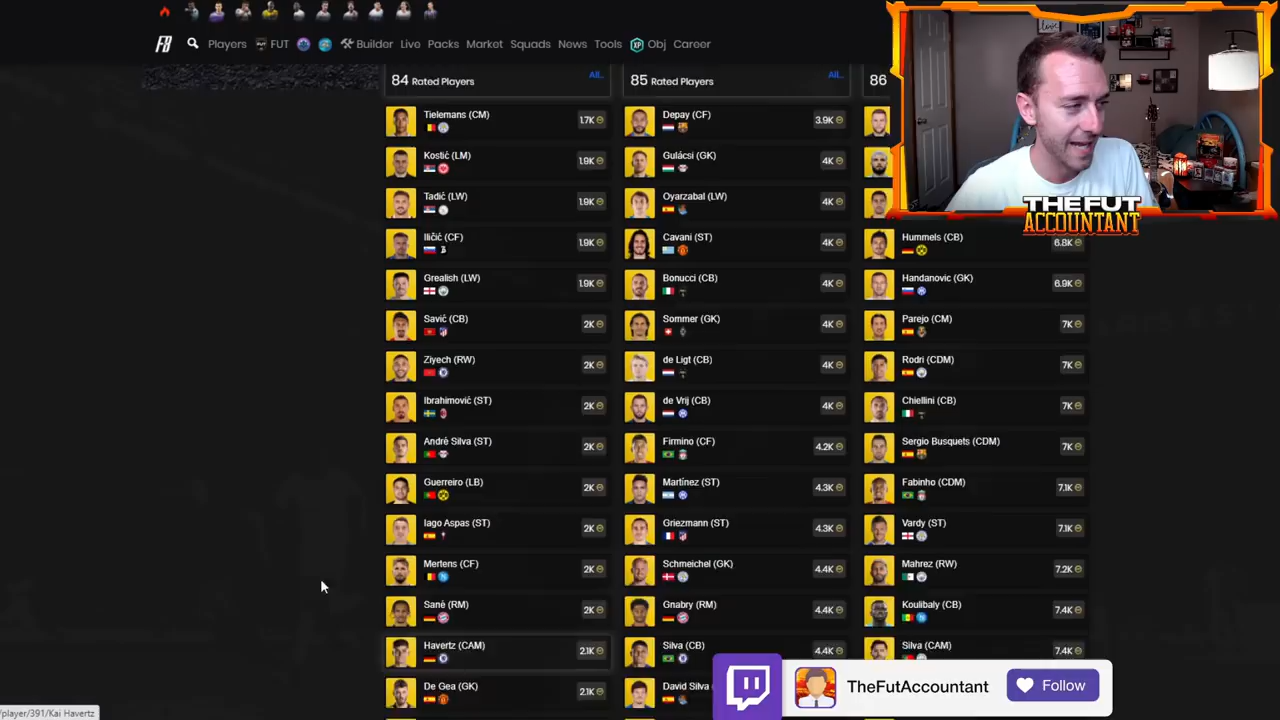 FB Players FUT Builder Live Packs Market Squads News Tools XP Obj Career
84 Rated Players All..
Tielemans (CM) 1.7K
Kostić (LM) 1.9K
Tadić (LW) 1.9K
Iličić (CF) 1.9K
Grealish (LW) 1.9K
Savić (CB) 2K
Ziyech (RW) 2K
Ibrahimović (ST) 2K
André Silva (ST) 2K
Guerreiro (LB) 2K
Iago Aspas (ST) 2K
Mertens (CF) 2K
Sané (RM) 2K
Havertz (CAM) 2.1K
De Gea (GK) 2.1K
85 Rated Players All..
Depay (CF) 3.9K
Gulácsi (GK) 4K
Oyarzabal (LW) 4K
Cavani (ST) 4K
Bonucci (CB) 4K
Sommer (GK) 4K
de Ligt (CB) 4K
de Vrij (CB) 4K
Firmino (CF) 4.2K
Martínez (ST) 4.3K
Griezmann (ST) 4.3K
Schmeichel (GK) 4.4K
Gnabry (RM) 4.4K
Silva (CB) 4.4K
David Silva
86
Hummels (CB) 6.8K
Handanovic (GK) 6.9K
Parejo (CM) 7K
Rodri (CDM) 7K
Chiellini (CB) 7K
Sergio Busquets (CDM) 7K
Fabinho (CDM) 7.1K
Vardy (ST) 7.1K
Mahrez (RW) 7.2K
Koulibaly (CB) 7.4K
Silva (CAM) 7.4K
THE FUT
ACCOUNTANT
TheFutAccountant Follow
/player/391/Kai Havertz